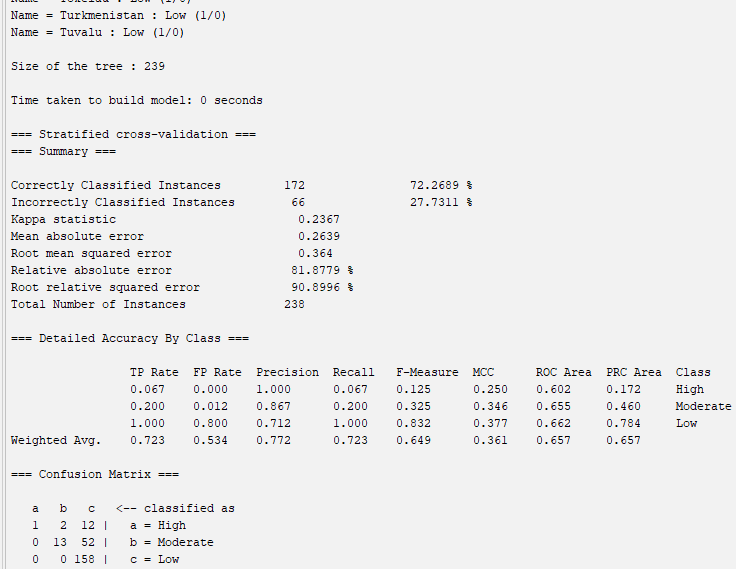 Name = Turkmenistan : Low (1/0)
Name = Tuvalu : Low (1/0)
Size of the tree : 239
Time taken to build model: 0 seconds
=== Stratified cross-validation ===
=== Summary ===
Correctly Classified Instances 172 72.2689 %
Incorrectly Classified Instances 66 27.7311 %
Kappa statistic 0.2367
Mean absolute error 0.2639
Root mean squared error 0.364
Relative absolute error 81.8779 %
Root relative squared error 90.8996 %
Total Number of Instances 238
=== Detailed Accuracy By Class ===
TP Rate FP Rate Precision Recall F-Measure MCC ROC Area PRC Area Class
0.067 0.000 1.000 0.067 0.125 0.250 0.602 0.172 High
0.200 0.012 0.867 0.200 0.325 0.346 0.655 0.460 Moderate
1.000 0.800 0.712 1.000 0.832 0.377 0.662 0.784 Low
Weighted Avg. 0.723 0.534 0.772 0.723 0.649 0.361 0.657 0.657
=== Confusion Matrix ===
a b c <-- classified as
1 2 12 | a = High
0 13 52 | b = Moderate
0 0 158 | c = Low